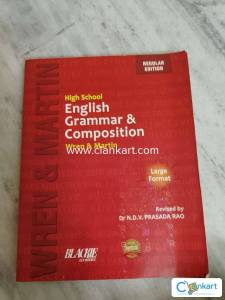 REGULAR
EDITION
WREN & MARTIN
High School
English
Grammar &
Composition
Wren & Martin
www.clankart.com
Large
Format
Revised by
Dr N.D.V. PRASADA RAO
BLACKIE
Clankart